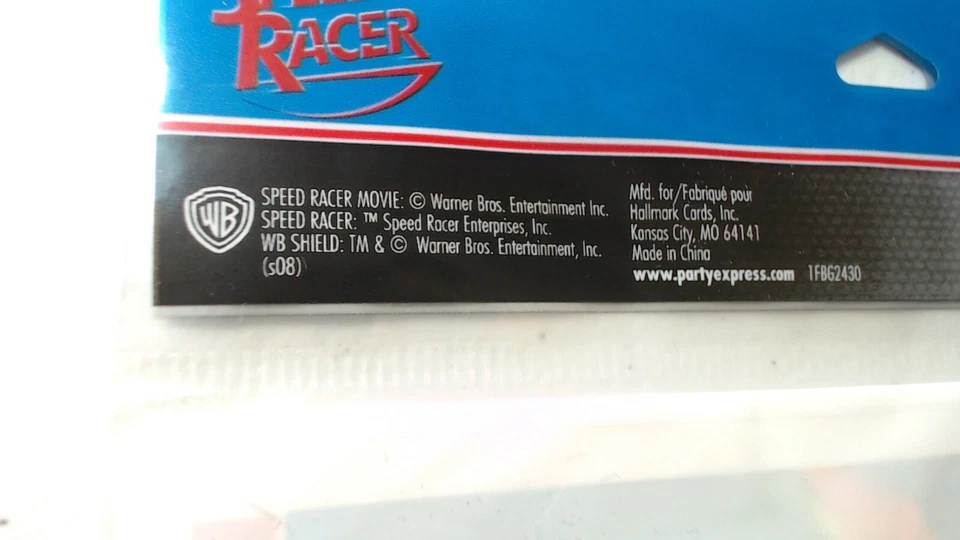 RACER
WB
SPEED RACER MOVIE: © Warner Bros. Entertainment Inc.
SPEED RACER: ™ Speed Racer Enterprises, Inc.
WB SHIELD: TM & © Warner Bros. Entertainment, Inc.
(s08)
Mfd. for/Fabriqué pour
Hallmark Cards, Inc.
Kansas City, MO 64141
Made in China
www.partyexpress.com 1FBG2430